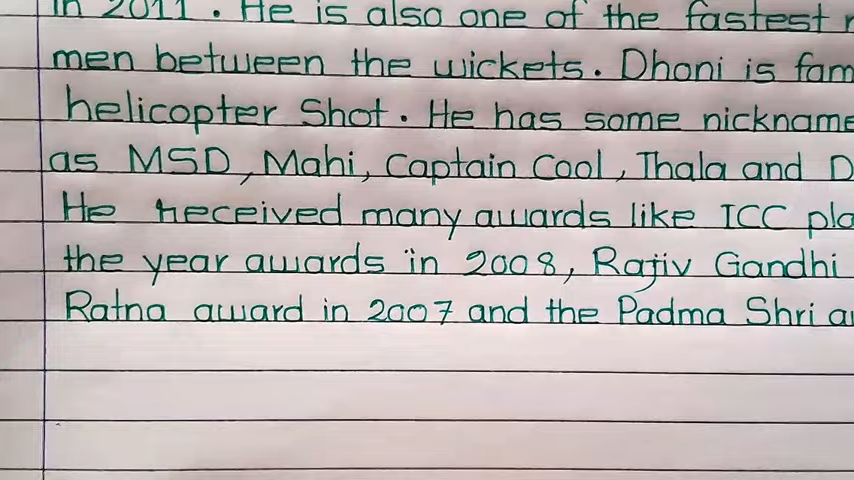 in 2011. He is also one of the fastest
men between the wickets. Dhoni is fam
helicopter Shot. He has some nickname
as MSD, Mahi, Captain Cool, Thala and D
He received many awards like ICC pla
the year awards in 2008, Rajiv Gandhi
Ratna award in 2007 and the Padma Shri a